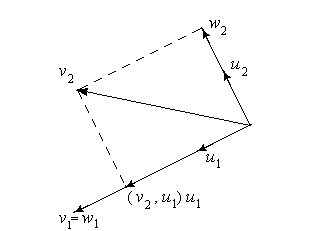 w₂
v₂
u₂
u₁
(v₂, u₁) u₁
v₁= w₁